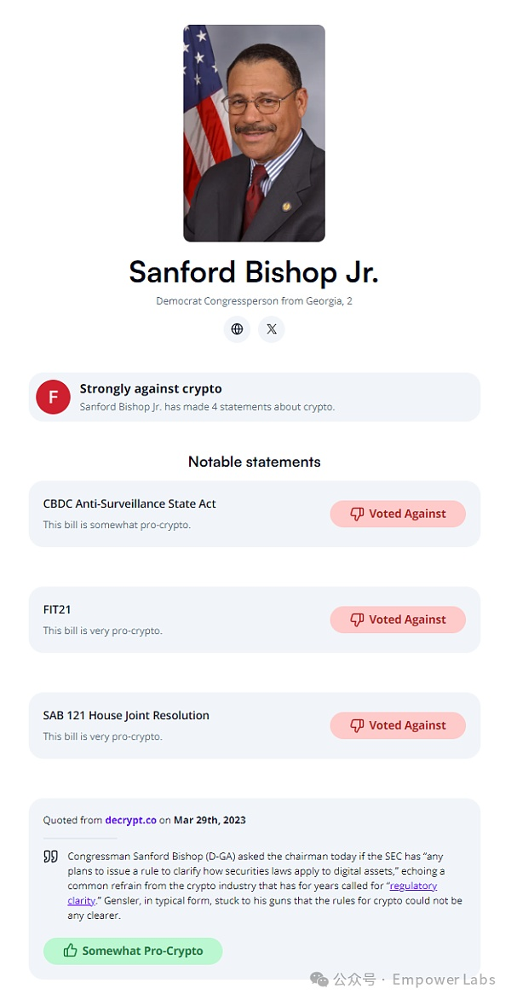 Sanford Bishop Jr.
Democrat Congressperson from Georgia, 2
F
Strongly against crypto
Sanford Bishop Jr. has made 4 statements about crypto.
Notable statements
CBDC Anti-Surveillance State Act
This bill is somewhat pro-crypto.
Voted Against
FIT21
This bill is very pro-crypto.
Voted Against
SAB 121 House Joint Resolution
This bill is very pro-crypto.
Voted Against
Quoted from decrypt.co on Mar 29th, 2023
Congressman Sanford Bishop (D-GA) asked the chairman today if the SEC has “any
plans to issue a rule to clarify how securities laws apply to digital assets,” echoing a
common refrain from the crypto industry that has for years called for “regulatory
clarity.” Gensler, in typical form, stuck to his guns that the rules for crypto could not be
any clearer.
Somewhat Pro-Crypto
公众号 · Empower Labs